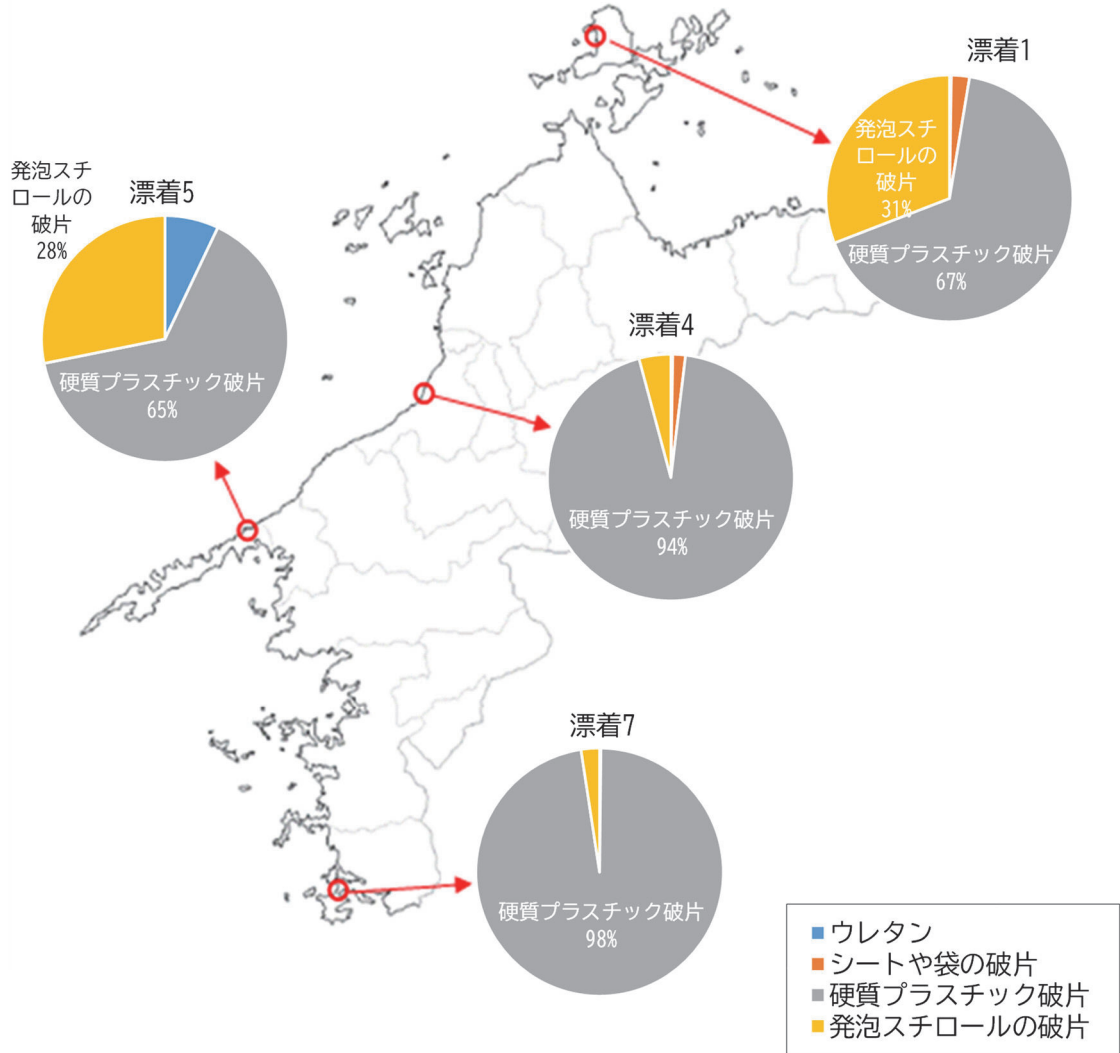 漂着1
発泡スチ
ロールの
破片
31%
硬質プラスチック破片
67%
発泡スチ
ロールの
破片
28%
漂着5
硬質プラスチック破片
65%
漂着4
硬質プラスチック破片
94%
漂着7
硬質プラスチック破片
98%
ウレタン
シートや袋の破片
硬質プラスチック破片
発泡スチロールの破片